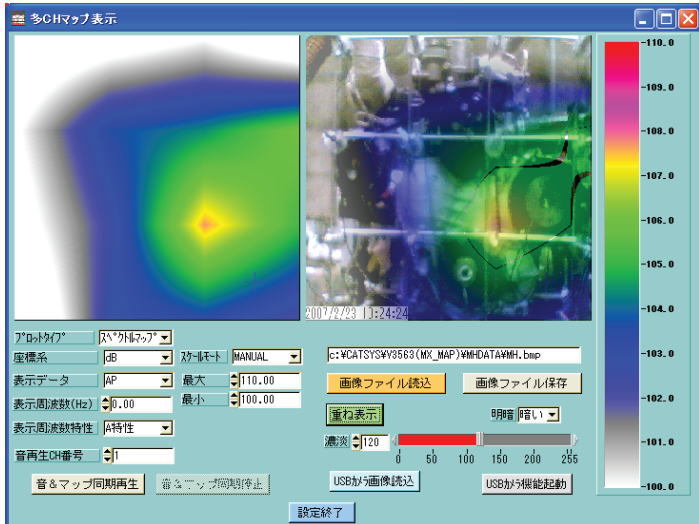 多CHマップ表示
-110.0
-109.0
-108.0
-107.0
-106.0
-105.0
-104.0
-103.0
-102.0
-101.0
-100.0
2007/2/23 13:24:24
プロットタイプ スペクトルマップ
座標系 dB スケールモート MANUAL
表示データ AP 最大 110.00
表示周波数(Hz) 0.00 最小 100.00
表示周波数特性 A特性
音再生CH番号 1
音&マップ同期再生 音&マップ同期停止
c:¥CATSYS¥V3563(MX_MAP)¥MHDATA¥MH.bmp
画像ファイル読込 画像ファイル保存
重ね表示 明暗 暗い
濃淡 120
0 50 100 150 200 255
USBカメラ画像読込 USBカメラ機能起動
設定終了